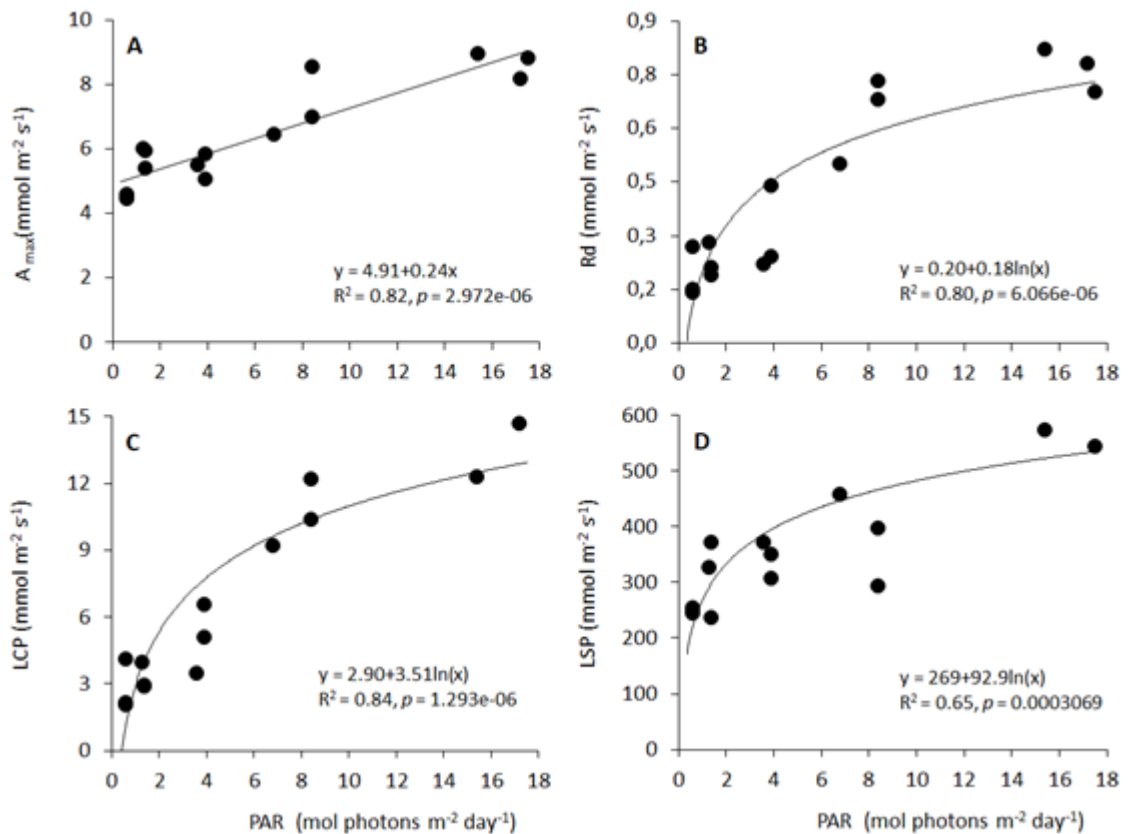 A
A max(mmol m-2 s-1)
10
8
6
4
2
0
y = 4.91+0.24x
R2 = 0.82, p = 2.972e-06
0 2 4 6 8 10 12 14 16 18
B
Rd (mmol m-2 s-1)
0,9
0,8
0,6
0,5
0,3
0,2
0,0
y = 0.20+0.18ln(x)
R2 = 0.80, p = 6.066e-06
0 2 4 6 8 10 12 14 16 18
C
LCP (mmol m-2 s-1)
15
12
9
6
3
0
y = 2.90+3.51ln(x)
R2 = 0.84, p = 1.293e-06
0 2 4 6 8 10 12 14 16 18
PAR (mol photons m-2 day-1)
D
LSP (mmol m-2 s-1)
600
500
400
300
200
100
0
y = 269+92.9ln(x)
R2 = 0.65, p = 0.0003069
0 2 4 6 8 10 12 14 16 18
PAR (mol photons m-2 day-1)